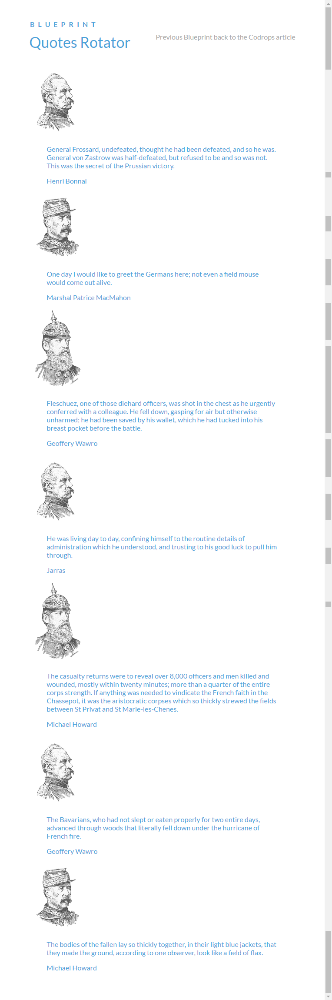 BLUEPRINT
Quotes Rotator
Previous Blueprint back to the Codrops article
General Frossard, undefeated, thought he had been defeated, and so he was.
General von Zastrow was half-defeated, but refused to be and so was not.
This was the secret of the Prussian victory.
Henri Bonnal
One day I would like to greet the Germans here; not even a field mouse
would come out alive.
Marshal Patrice MacMahon
Fleschuez, one of those diehard officers, was shot in the chest as he urgently
conferred with a colleague. He fell down, gasping for air but otherwise
unharmed; he had been saved by his wallet, which he had tucked into his
breast pocket before the battle.
Geoffery Wawro
He was living day to day, confining himself to the routine details of
administration which he understood, and trusting to his good luck to pull him
through.
Jarras
The casualty returns were to reveal over 8,000 officers and men killed and
wounded, mostly within twenty minutes; more than a quarter of the entire
corps strength. If anything was needed to vindicate the French faith in the
Chassepot, it was the aristocratic corpses which so thickly strewed the fields
between St Privat and St Marie-les-Chenes.
Michael Howard
The Bavarians, who had not slept or eaten properly for two entire days,
advanced through woods that literally fell down under the hurricane of
French fire.
Geoffery Wawro
The bodies of the fallen lay so thickly together, in their light blue jackets, that
they made the ground, according to one observer, look like a field of flax.
Michael Howard